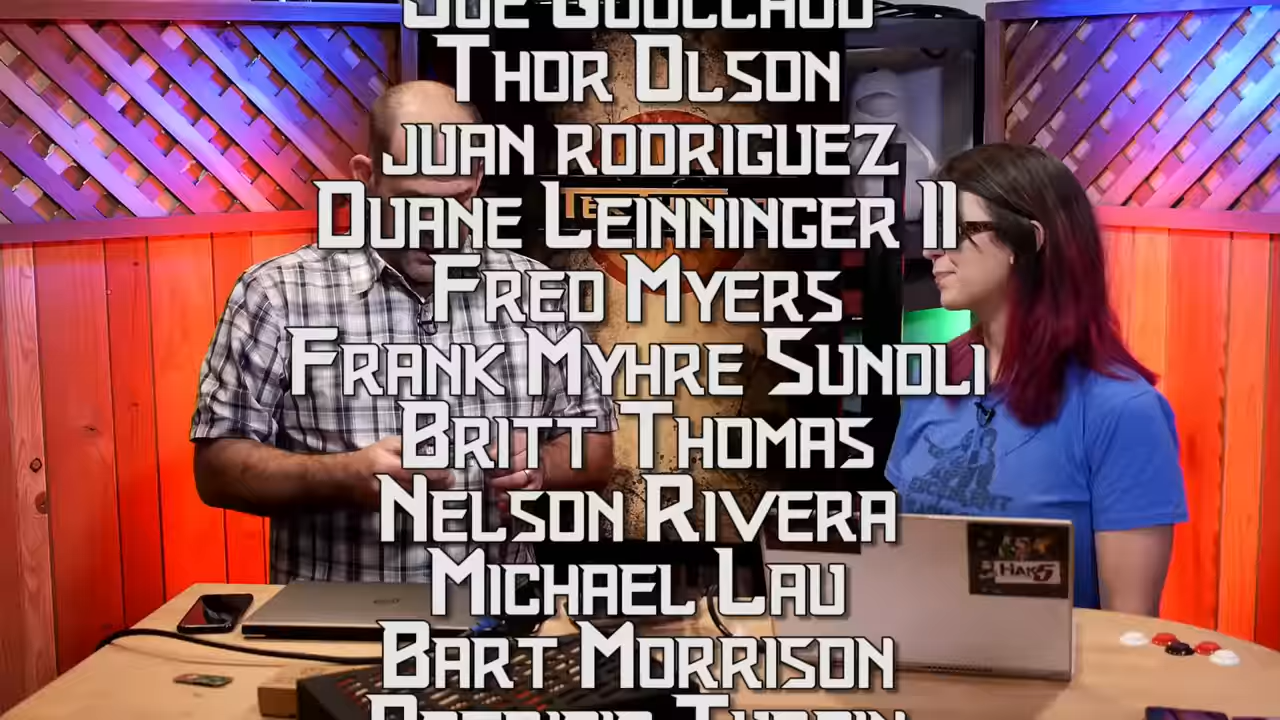 Thor Olson
Juan Rodriguez
Duane Leinninger II
Fred Myers
Frank Myhre Sundli
Britt Thomas
Nelson Rivera
Michael Lau
Bart Morrison
HAK5